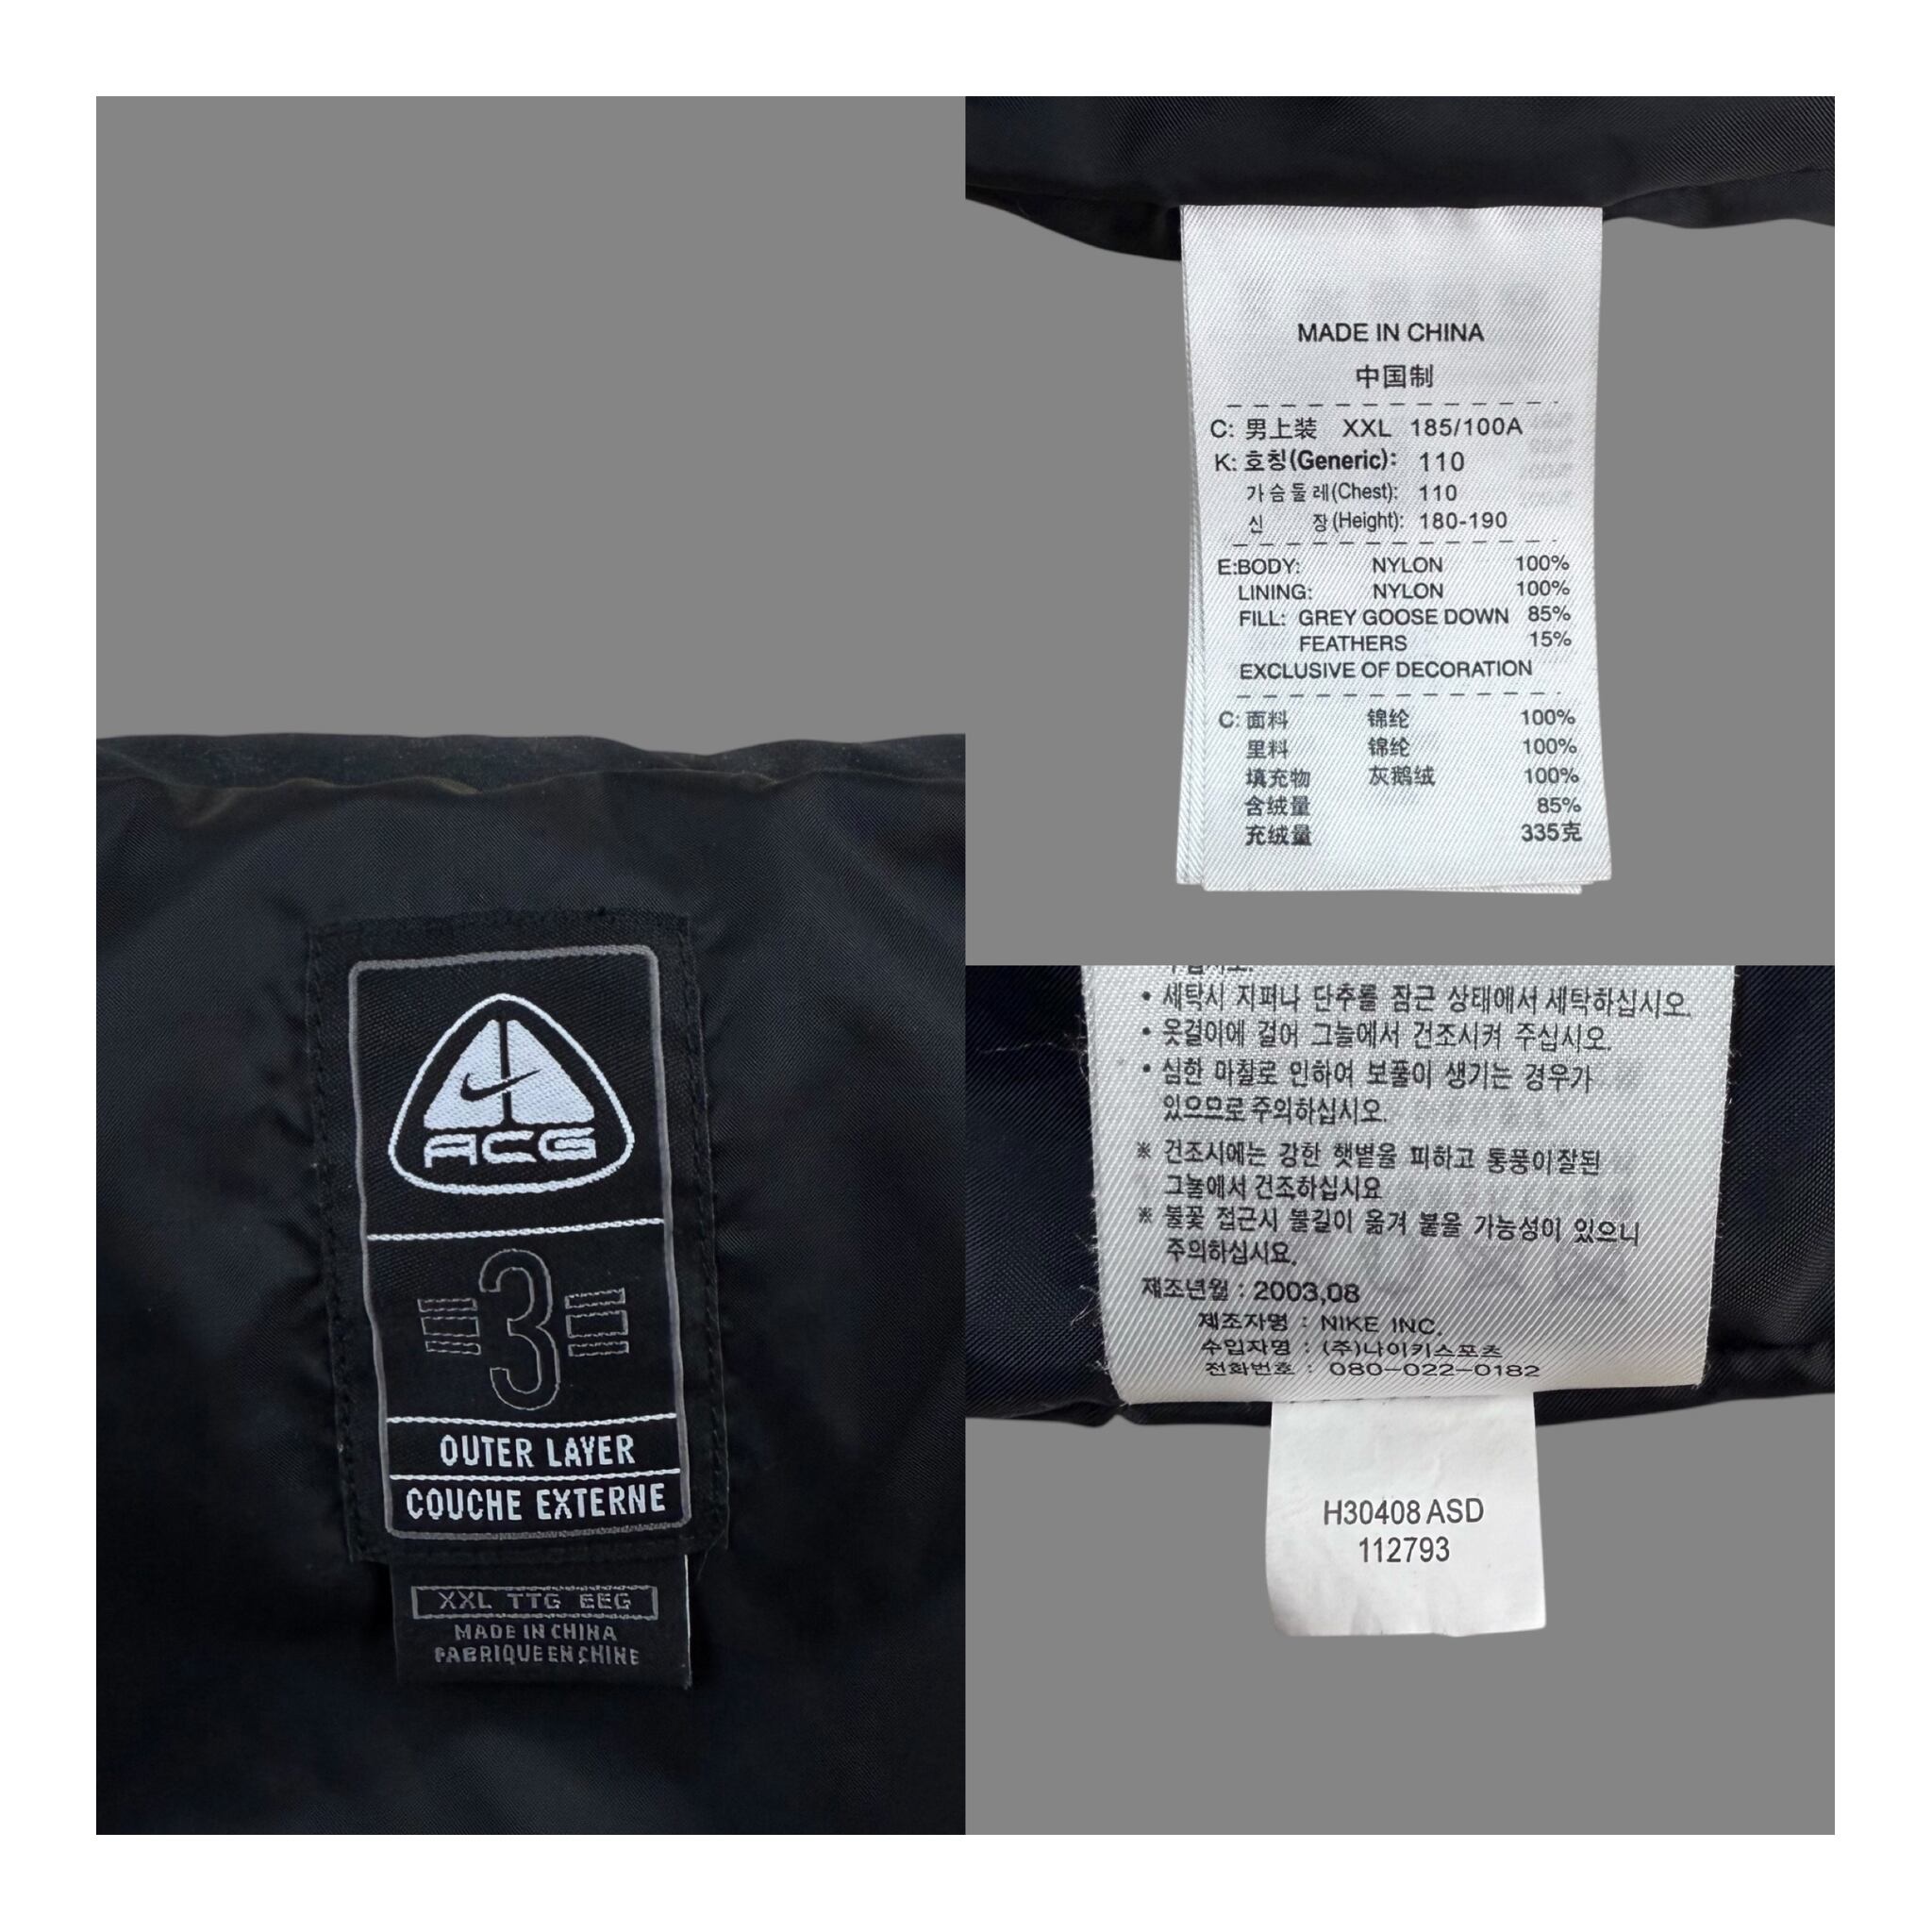 ACG
3
OUTER LAYER
COUCHE EXTERNE
XXL TTG EEG
MADE IN CHINA
FABRIQUE EN CHINE
MADE IN CHINA
中国制
C: 男上装 XXL 185/100A
K: 호칭(Generic): 110
가슴둘레(Chest): 110
신 장(Height): 180-190
E:BODY: NYLON 100%
LINING: NYLON 100%
FILL: GREY GOOSE DOWN 85%
FEATHERS 15%
EXCLUSIVE OF DECORATION
C: 面料 锦纶 100%
里料 锦纶 100%
填充物 灰鹅绒 100%
含绒量 85%
充绒量 335克
• 세탁시 지퍼나 단추를 잠근 상태에서 세탁하십시오.
• 옷걸이에 걸어 그늘에서 건조시켜 주십시오.
• 심한 마찰로 인하여 보풀이 생기는 경우가
있으므로 주의하십시오.
※ 건조시에는 강한 햇볕을 피하고 통풍이잘된
그늘에서 건조하십시요
※ 불꽃 접근시 불길이 옮겨 붙을 가능성이 있으니
주의하십시요.
제조년월 : 2003,08
제조자명 : NIKE INC.
수입자명 : (주)나이키스포츠
전화번호 : 080-022-0182
H30408 ASD
112793